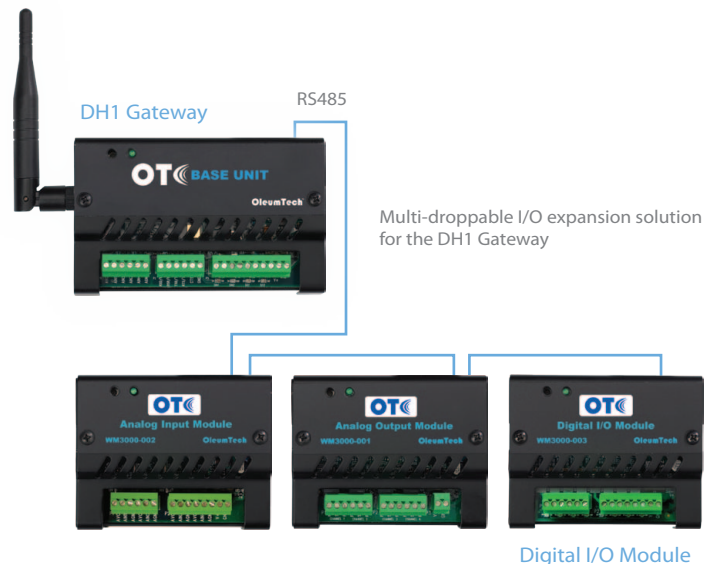 RS485
DH1 Gateway
OTC BASE UNIT
OleumTech
Multi-droppable I/O expansion solution
for the DH1 Gateway
OTC
Analog Input Module
WM3000-002 OleumTech
OTC
Analog Output Module
WM3000-001 OleumTech
OTC
Digital I/O Module
WM3000-003 OleumTech
Digital I/O Module